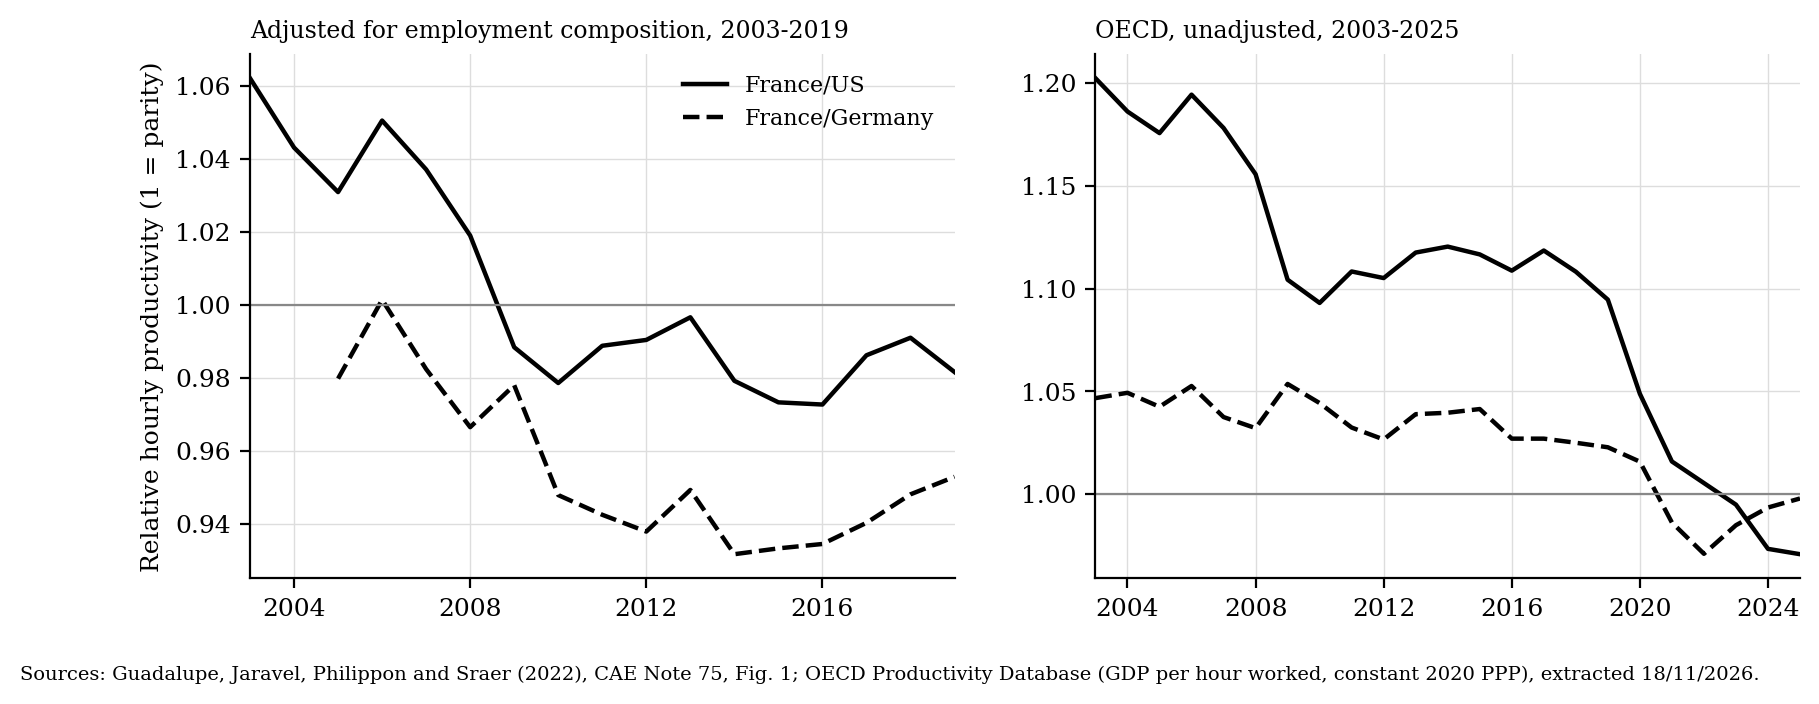 Adjusted for employment composition, 2003-2019
Relative hourly productivity (1 = parity)
1.06
1.04
1.02
1.00
0.98
0.96
0.94
France/US
France/Germany
2004 2008 2012 2016
OECD, unadjusted, 2003-2025
1.20
1.15
1.10
1.05
1.00
2004 2008 2012 2016 2020 2024
Sources: Guadalupe, Jaravel, Philippon and Sraer (2022), CAE Note 75, Fig. 1; OECD Productivity Database (GDP per hour worked, constant 2020 PPP), extracted 18/11/2026.